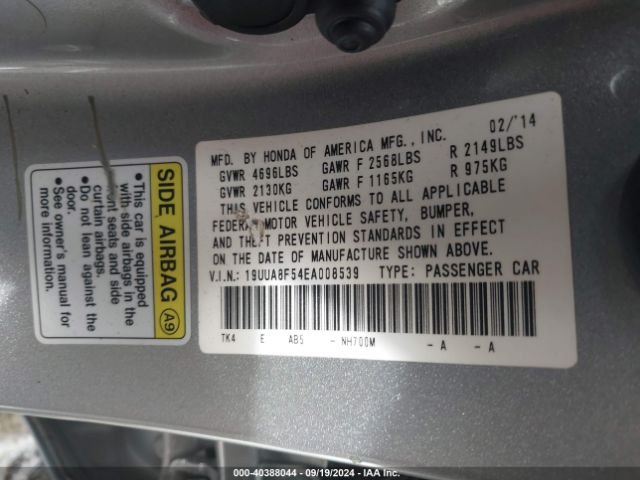 MFD. BY HONDA OF AMERICA MFG., INC. 02/'14
GVWR 4696LBS GAWR F 2568LBS R 2149LBS
GVWR 2130KG GAWR F 1165KG R 975KG
THIS VEHICLE CONFORMS TO ALL APPLICABLE
FEDERAL MOTOR VEHICLE SAFETY, BUMPER,
AND THEFT PREVENTION STANDARDS IN EFFECT
ON THE DATE OF MANUFACTURE SHOWN ABOVE.
V.I.N.: 19UUA8F54EA008539 TYPE: PASSENGER CAR
TK4 E AB5 - NH700M - A - A
SIDE AIRBAG A9
• This car is equipped
with side airbags in the
front seats and side
curtain airbags.
• Do not lean against the
door.
• See owner's manual for
more information.
000-40388044 / 09/19/2024 - IAA Inc.